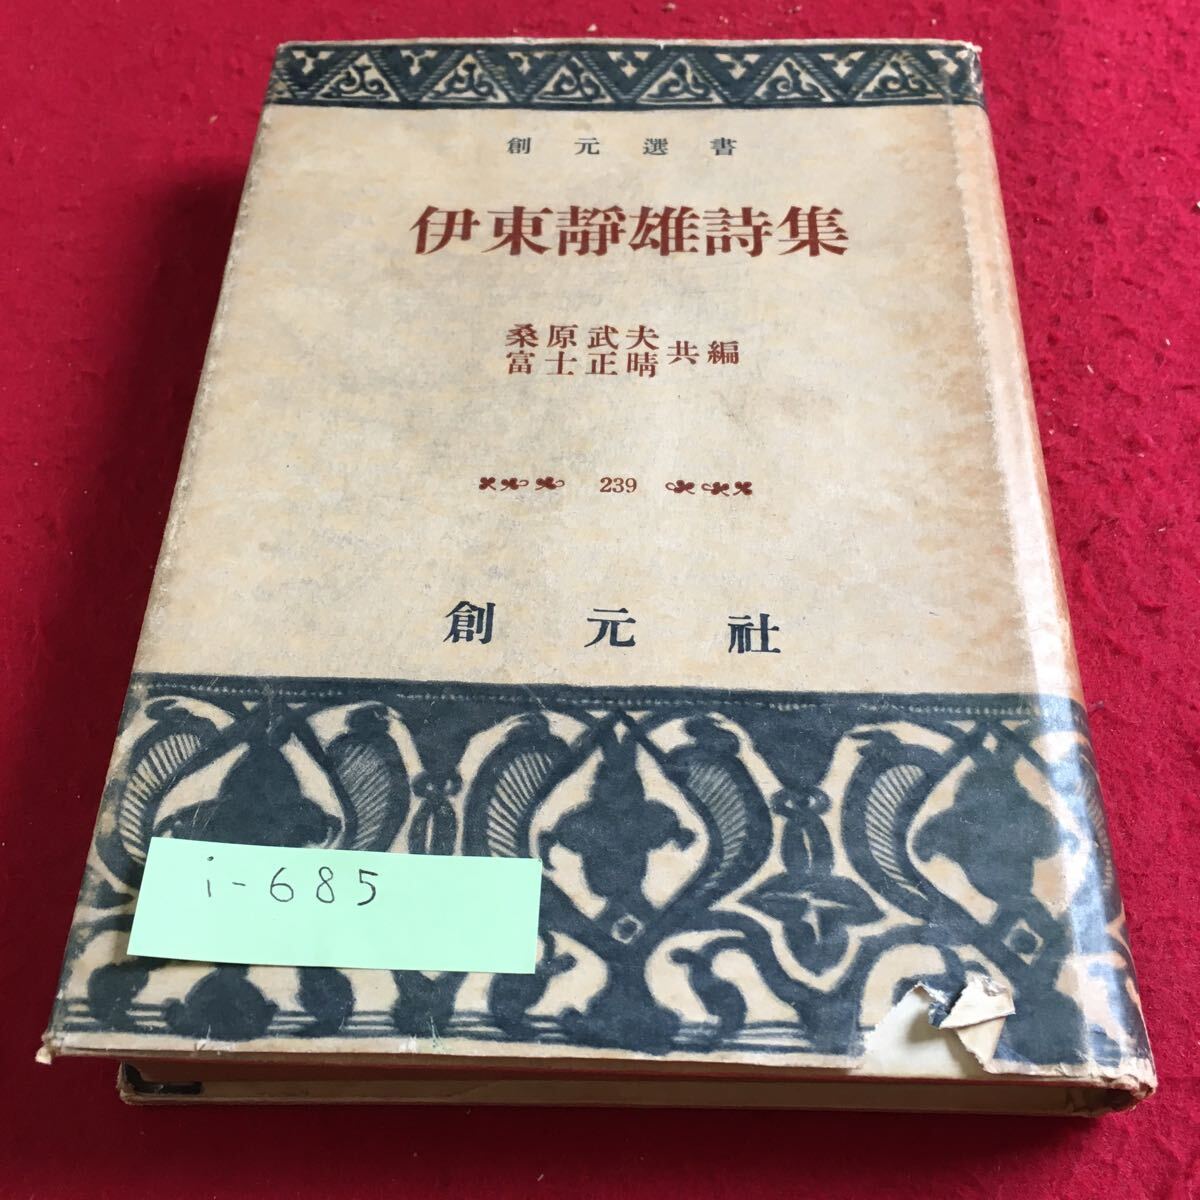 創元選書
伊東靜雄詩集
桑原武夫
富士正晴
共編
239
創元社
i-685